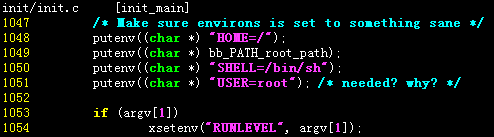 init/init.c    [init_main]
1047        /* Make sure environs is set to something sane */
1048        putenv((char *) "HOME=/");
1049        putenv((char *) bb_PATH_root_path);
1050        putenv((char *) "SHELL=/bin/sh");
1051        putenv((char *) "USER=root"); /* needed? why? */
1052
1053        if (argv[1])
1054                xsetenv("RUNLEVEL", argv[1]);